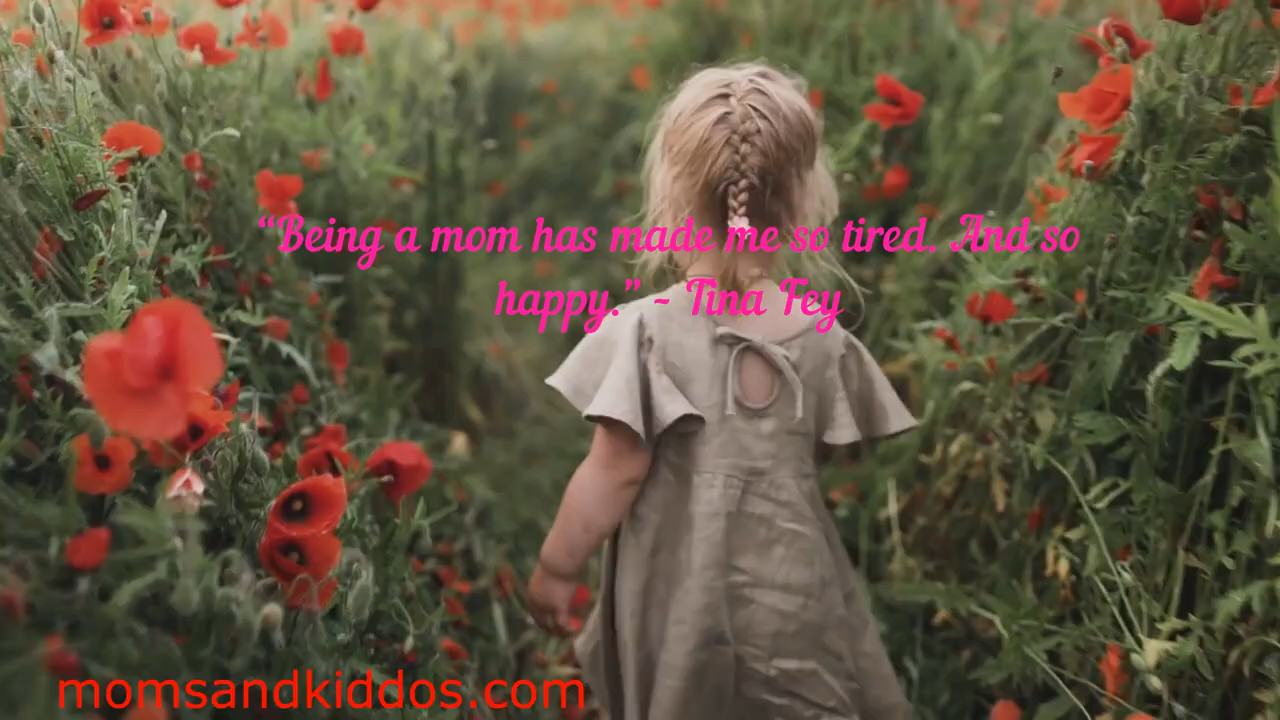 “Being a mom has made me so tired. And so
happy.” ~ Tina Fey
momsandkiddos.com